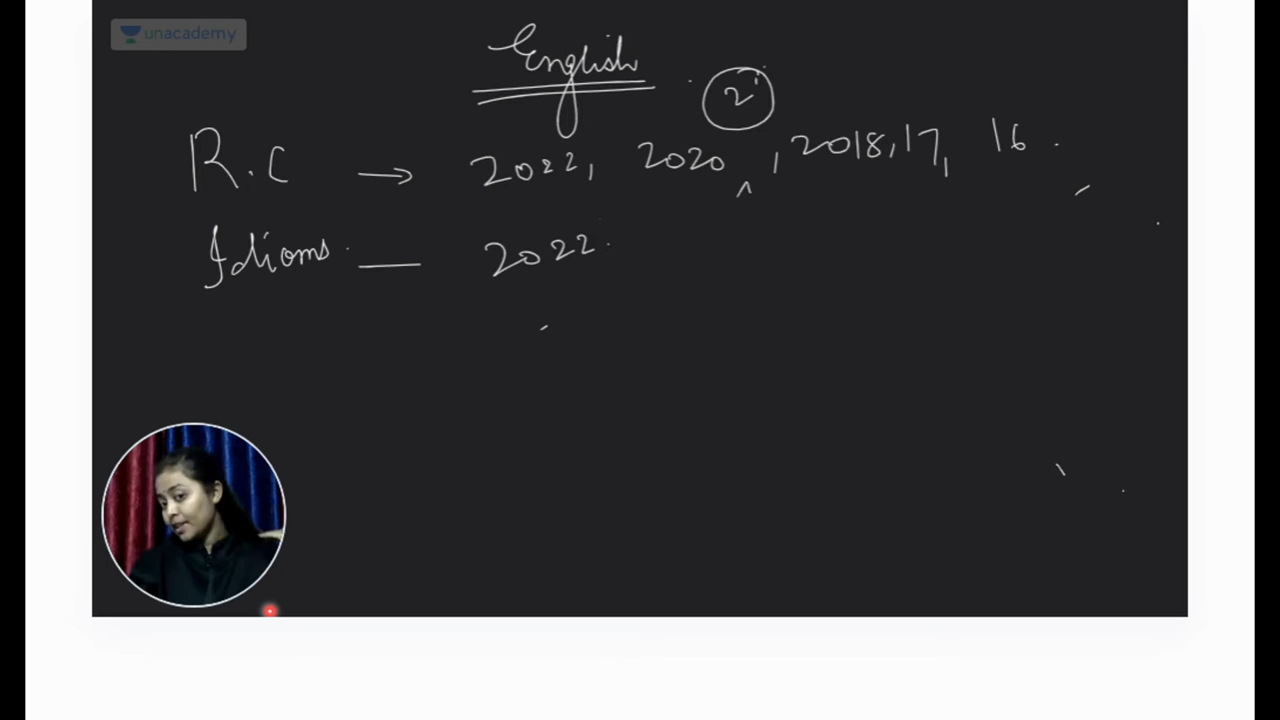 unacademy
English
2
R.C → 2022, 2020, 2018, 17, 16.
Idioms — 2022.